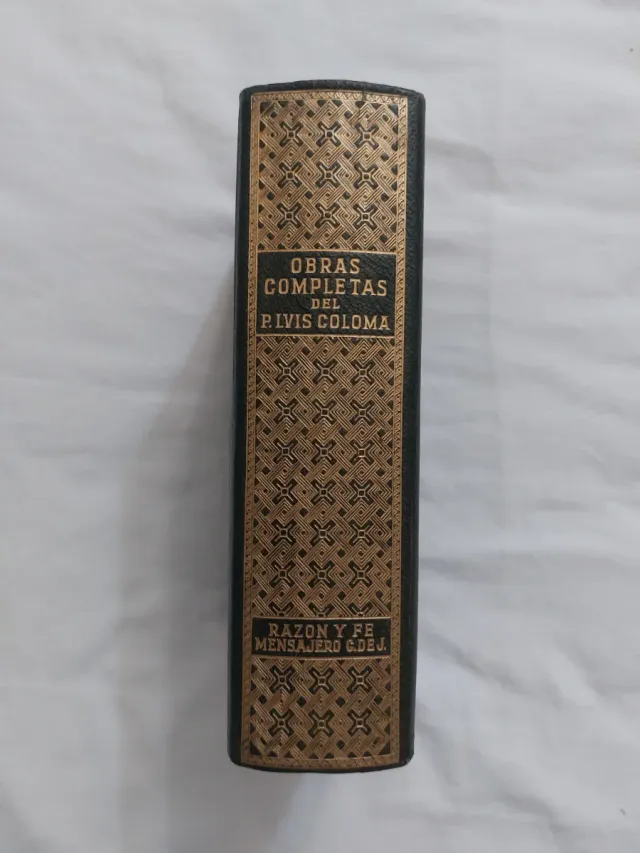 OBRAS
COMPLETAS
DEL
P. LVIS COLOMA
RAZON Y FE
MENSAJERO C. DE J.